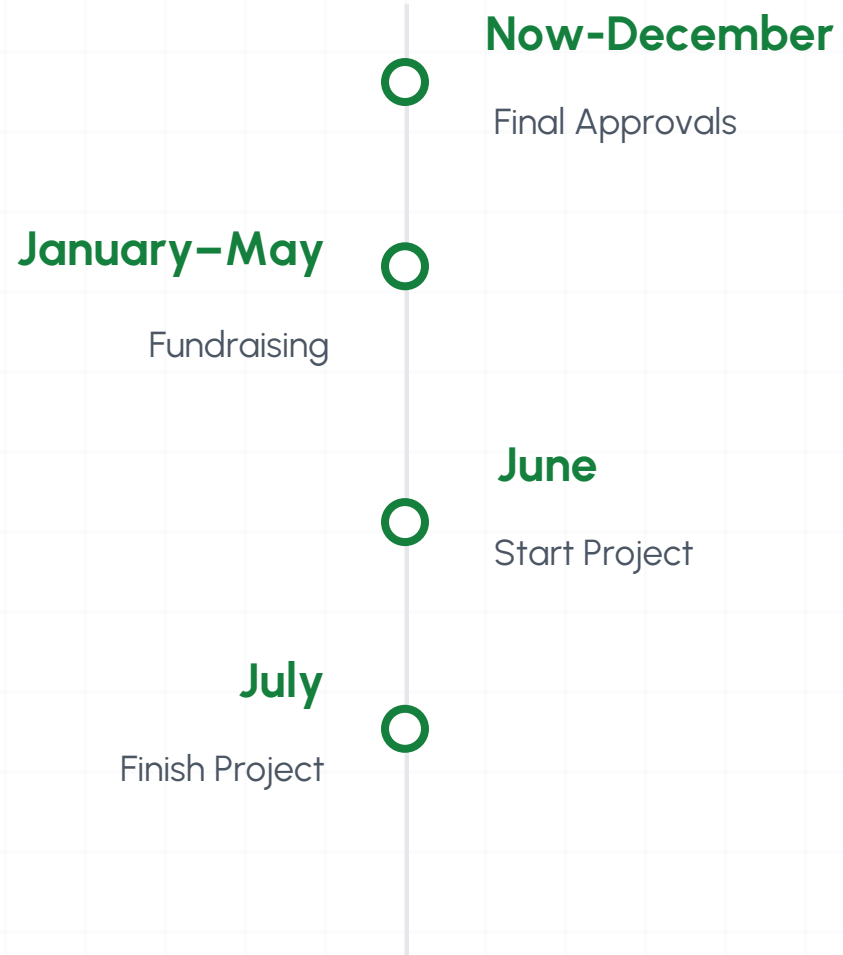 Now-December
Final Approvals
January–May
Fundraising
June
Start Project
July
Finish Project